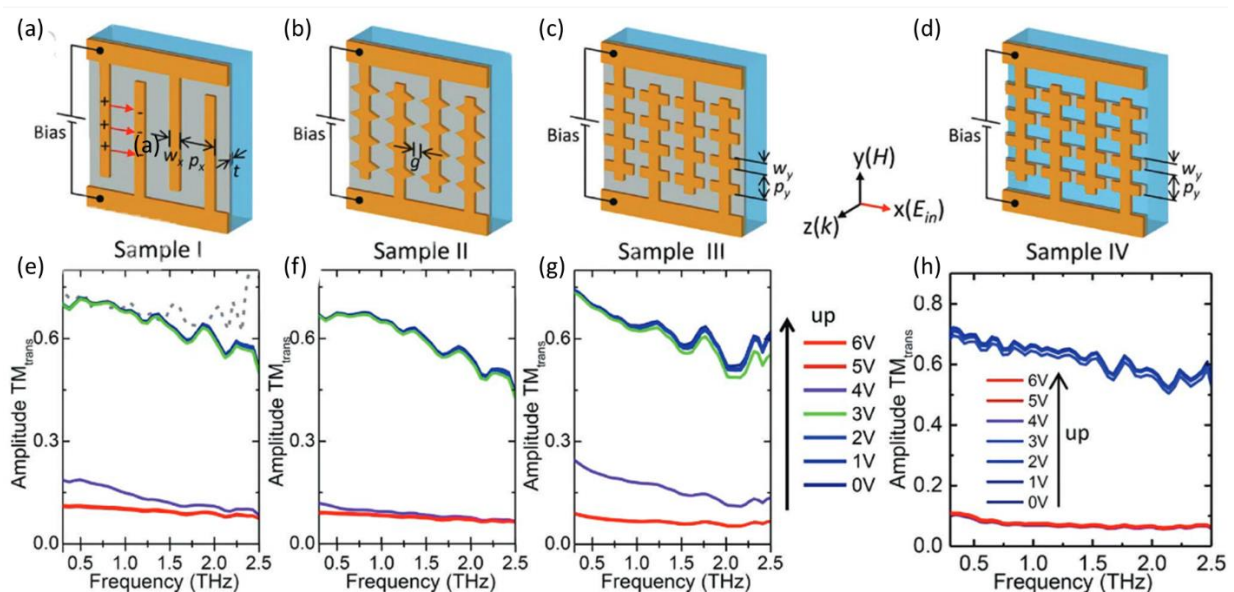 (a)
(b)
(c)
(d)
Bias
+
+
+
-
-
-
(a)
wₓ
pₓ
t
Bias
g
Bias
w_y
p_y
y(H)
x(E_in)
z(k)
Bias
w_y
p_y
Sample I
Sample II
Sample III
Sample IV
(e)
(f)
(g)
(h)
Amplitude TM_trans
0.6
0.3
0.0
0.5 1.0 1.5 2.0 2.5
Frequency (THz)
Amplitude TM_trans
0.6
0.3
0.0
0.5 1.0 1.5 2.0 2.5
Frequency (THz)
Amplitude TM_trans
0.6
0.3
0.0
0.5 1.0 1.5 2.0 2.5
Frequency (THz)
up
6V
5V
4V
3V
2V
1V
0V
Amplitude TM_trans
0.8
0.6
0.4
0.2
0.0
0.5 1.0 1.5 2.0 2.5
Frequency (THz)
6V
5V
4V
3V
2V
1V
0V
up